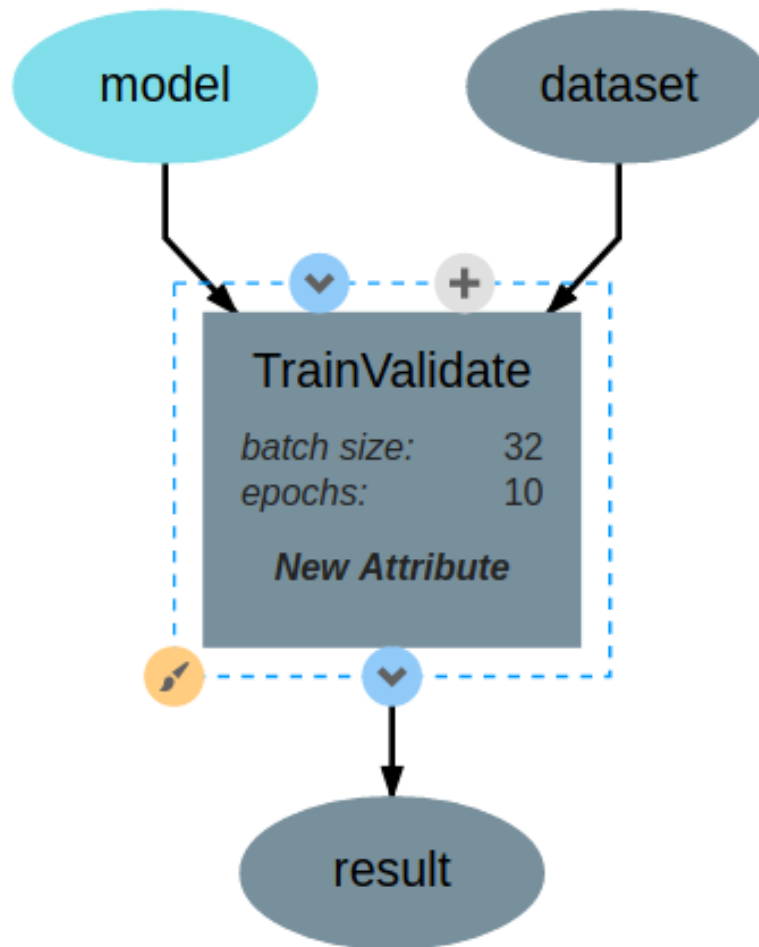 model
dataset
TrainValidate
batch size: 32
epochs: 10
New Attribute
result